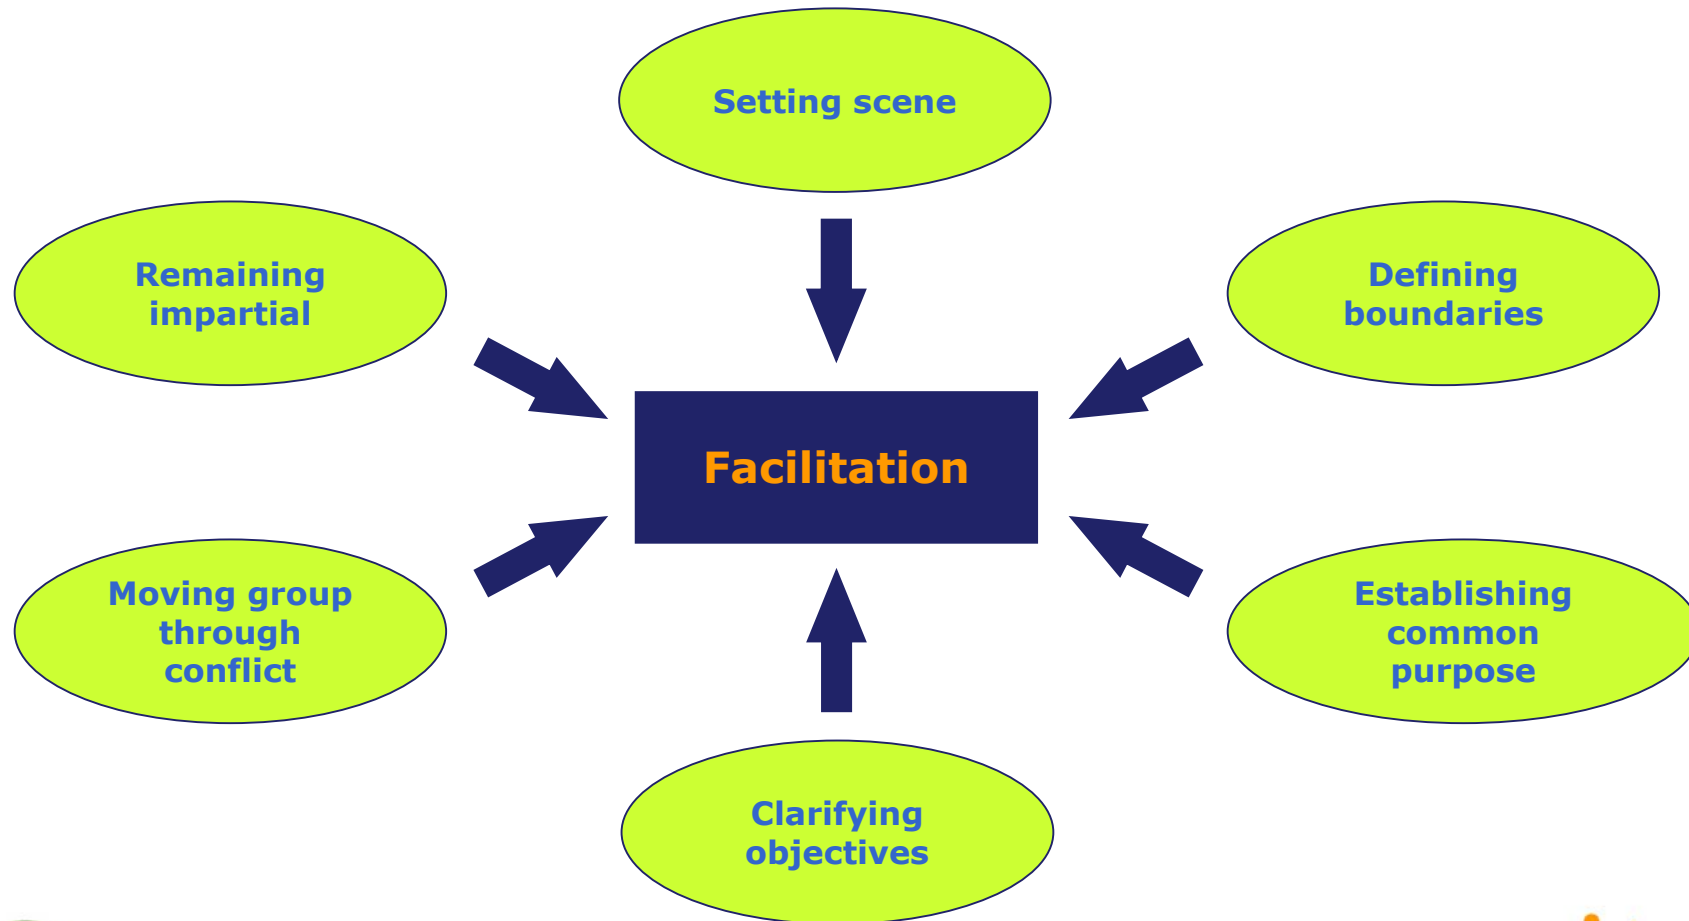 Setting scene
Remaining
impartial
Defining
boundaries
Facilitation
Moving group
through
conflict
Establishing
common
purpose
Clarifying
objectives